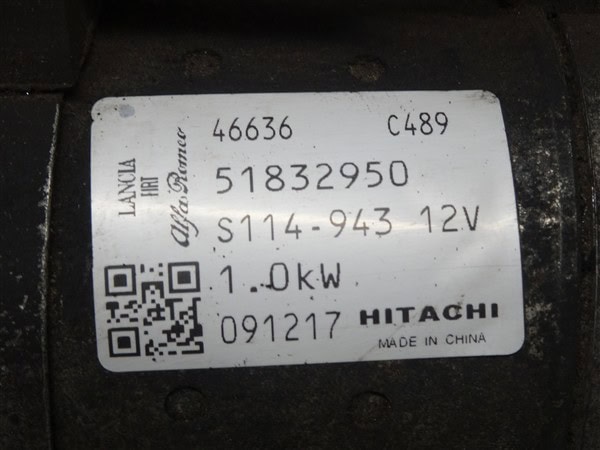 46636 C489
LANCIA
FIAT
Alfa Romeo
51832950
S114-943 12V
1.0kW
091217 HITACHI
MADE IN CHINA